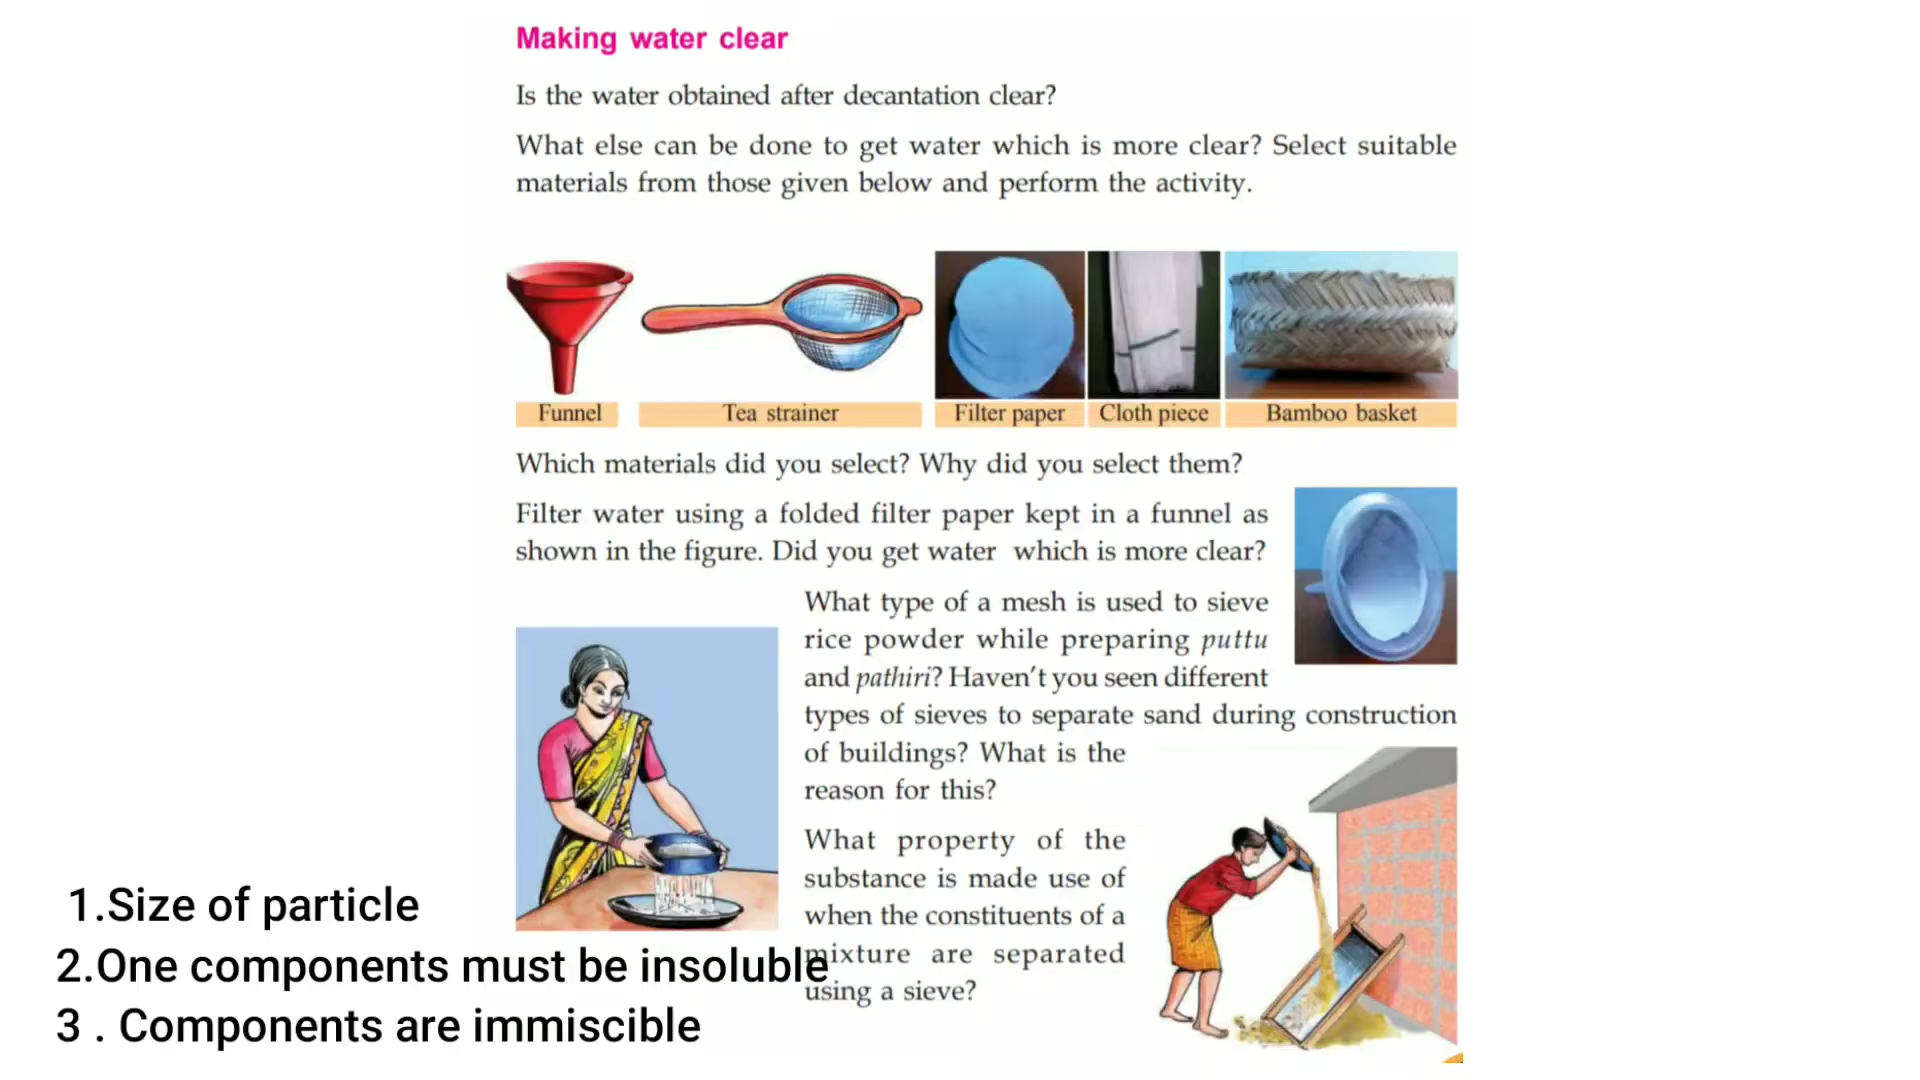 Making water clear
Is the water obtained after decantation clear?
What else can be done to get water which is more clear? Select suitable
materials from those given below and perform the activity.
Funnel
Tea strainer
Filter paper
Cloth piece
Bamboo basket
Which materials did you select? Why did you select them?
Filter water using a folded filter paper kept in a funnel as
shown in the figure. Did you get water which is more clear?
What type of a mesh is used to sieve
rice powder while preparing puttu
and pathiri? Haven't you seen different
types of sieves to separate sand during construction
of buildings? What is the
reason for this?
What property of the
substance is made use of
when the constituents of a
mixture are separated
using a sieve?
1.Size of particle
2.One components must be insoluble
3 . Components are immiscible